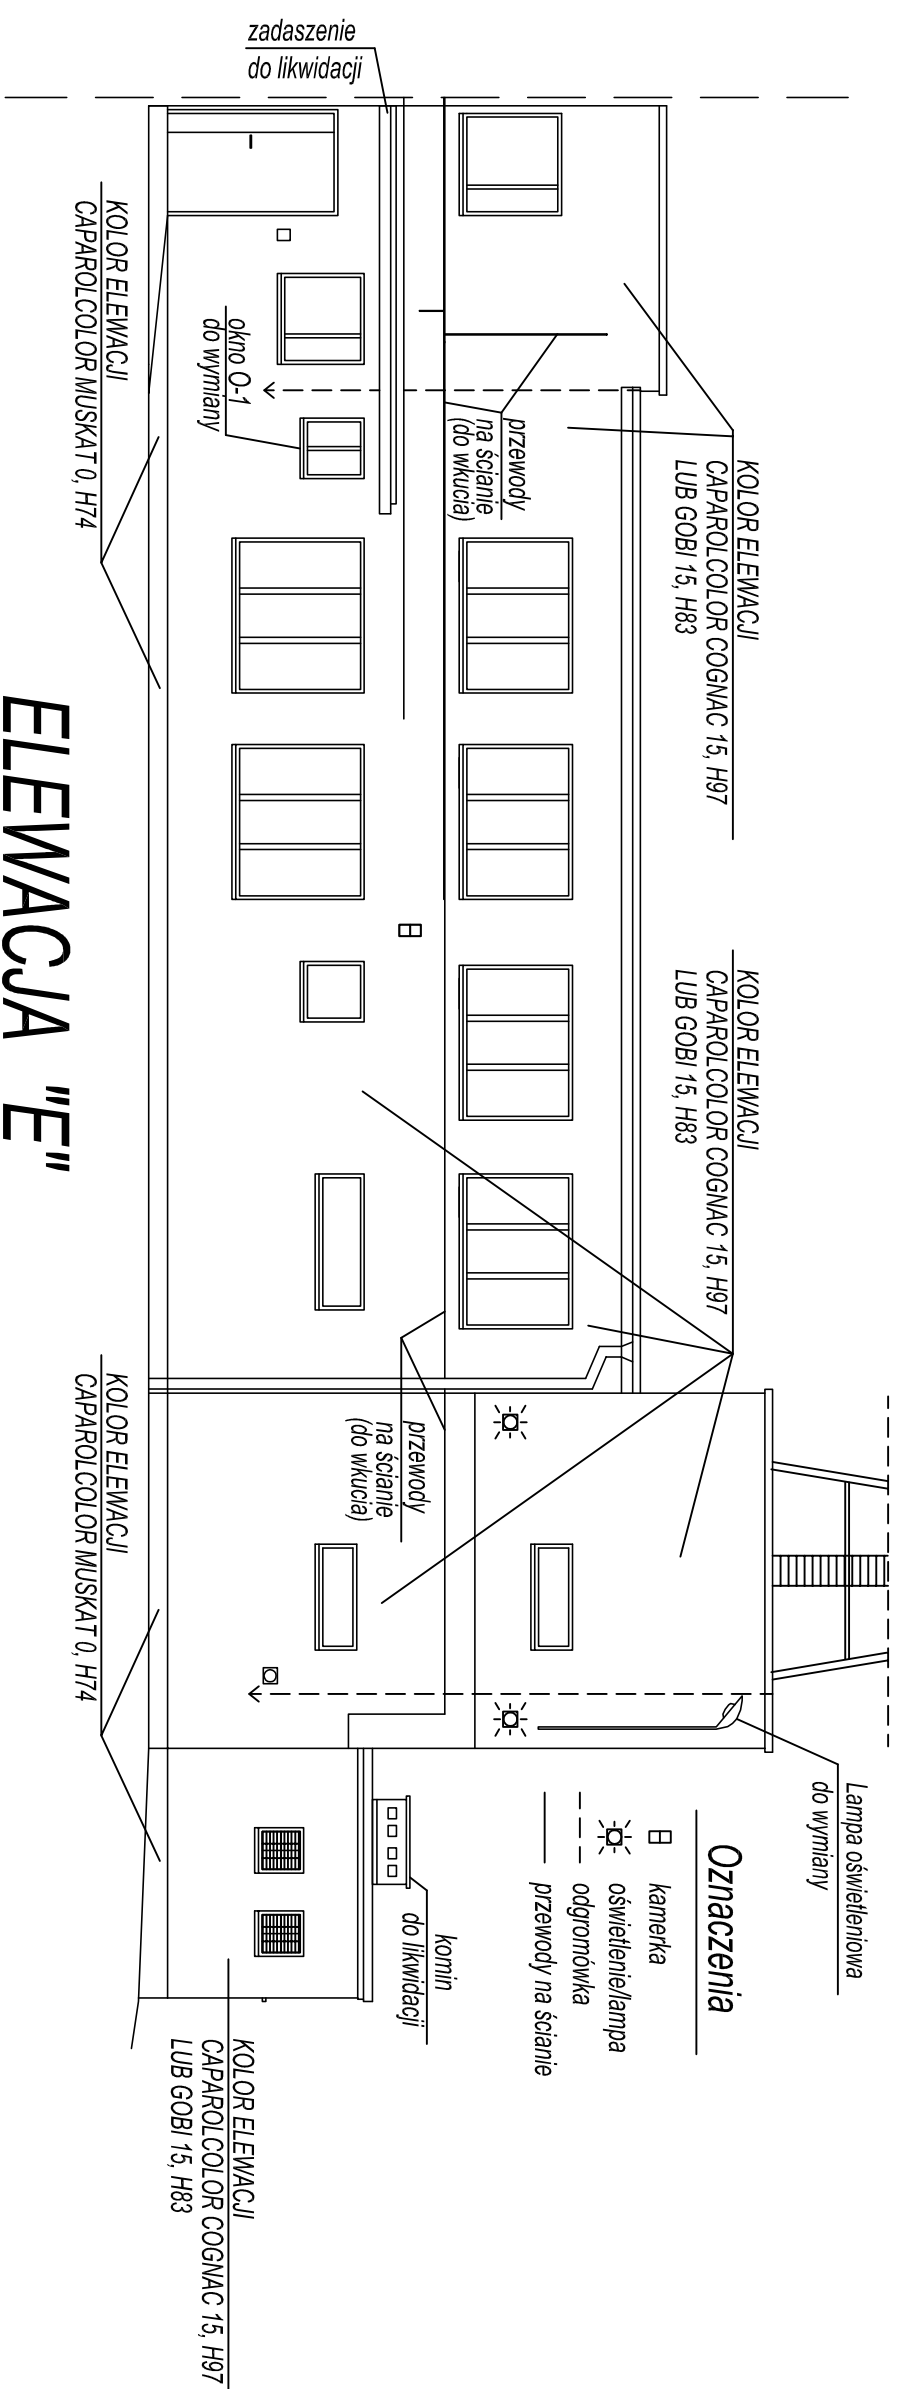 zadaszenie
do likwidacji
KOLOR ELEWACJI
CAPAROLCOLOR COGNAC 15, H97
LUB GOBI 15, H83
KOLOR ELEWACJI
CAPAROLCOLOR COGNAC 15, H97
LUB GOBI 15, H83
Lampa oświetleniowa
do wymiany
przewody
na ścianie
(do wkucia)
okno O-1
do wymiany
przewody
na ścianie
(do wkucia)
Oznaczenia
kamerka
oświetlenie/lampa
odgromówka
przewody na ścianie
komin
do likwidacji
KOLOR ELEWACJI
CAPAROLCOLOR COGNAC 15, H97
LUB GOBI 15, H83
KOLOR ELEWACJI
CAPAROLCOLOR MUSKAT 0, H74
KOLOR ELEWACJI
CAPAROLCOLOR MUSKAT 0, H74
ELEWACJA "E"